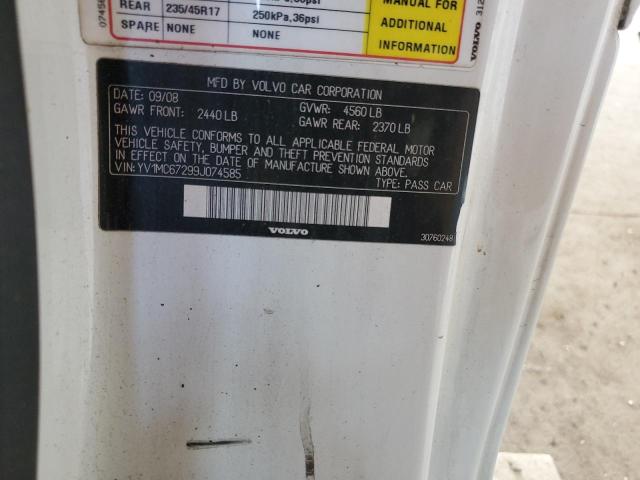 REAR 235/45R17 250kPa,36psi
SPARE NONE NONE
MANUAL FOR
ADDITIONAL
INFORMATION
VOLVO
MFD BY VOLVO CAR CORPORATION
DATE: 09/08 GVWR: 4560 LB
GAWR FRONT: 2440 LB GAWR REAR: 2370 LB
THIS VEHICLE CONFORMS TO ALL APPLICABLE FEDERAL MOTOR
VEHICLE SAFETY, BUMPER AND THEFT PREVENTION STANDARDS
IN EFFECT ON THE DATE OF MANUFACTURE SHOWN ABOVE.
VIN: YV1MC67299J074585
TYPE: PASS CAR
VOLVO
30760248